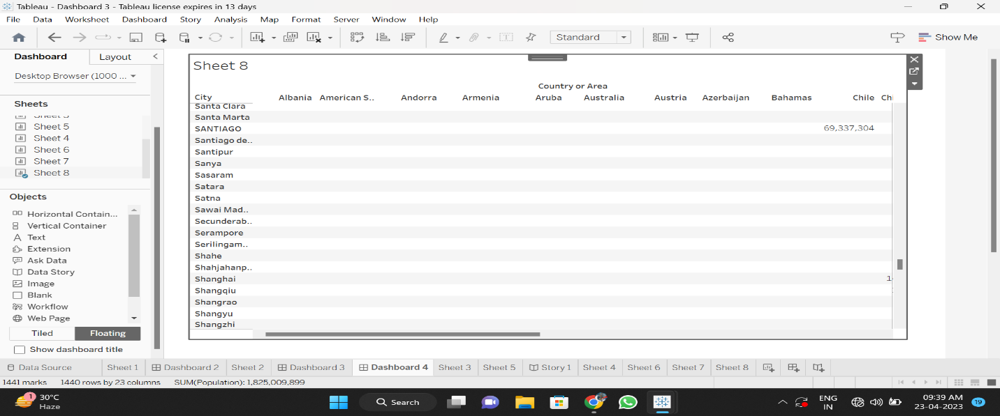 Tableau - Dashboard 3 - Tableau license expires in 13 days
File Data Worksheet Dashboard Story Analysis Map Format Server Window Help
Standard
Show Me
Dashboard Layout
Desktop Browser (1000 ...
Sheets
Sheet 5
Sheet 4
Sheet 6
Sheet 7
Sheet 8
Objects
Horizontal Contain...
Vertical Container
Text
Extension
Ask Data
Data Story
Image
Blank
Workflow
Web Page
Tiled Floating
Show dashboard title
Sheet 8
Country or Area
City Albania American S.. Andorra Armenia Aruba Australia Austria Azerbaijan Bahamas Chile Chi
Santa Clara
Santa Marta
SANTIAGO 69,337,304
Santiago de..
Santipur
Sanya
Sasaram
Satara
Satna
Sawai Mad..
Secunderab..
Serampore
Serilingam..
Shahe
Shahjahanp..
Shanghai
Shangqiu
Shangrao
Shangyu
Shangzhi
Data Source Sheet 1 Dashboard 2 Sheet 2 Dashboard 3 Dashboard 4 Sheet 3 Sheet 5 Story 1 Sheet 4 Sheet 6 Sheet 7 Sheet 8
1441 marks 1440 rows by 23 columns SUM(Population): 1,825,009,899
1
30°C
Haze
Search
ENG
IN
09:39 AM
23-04-2023
19